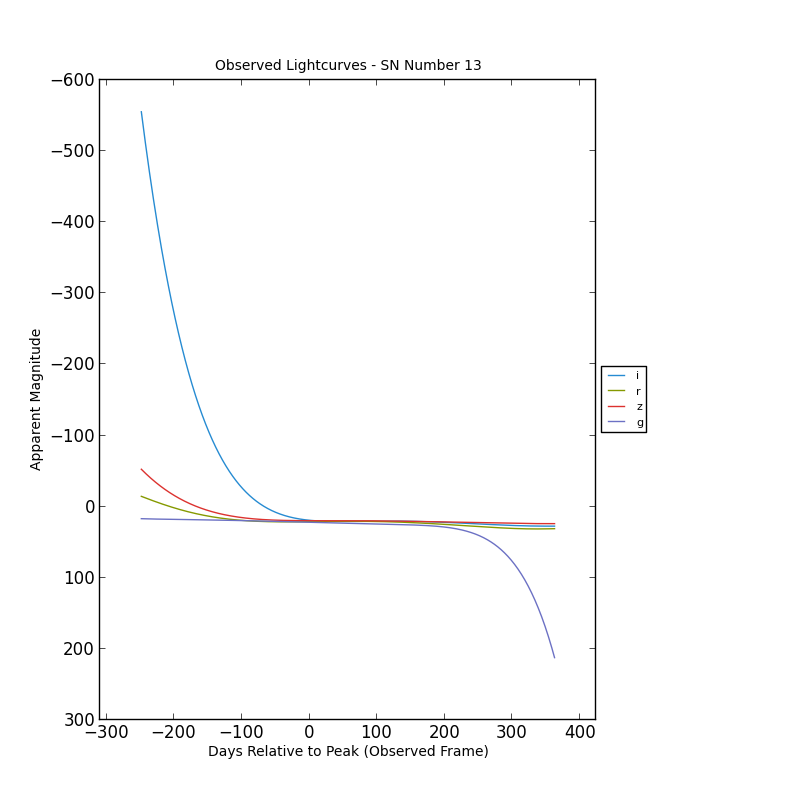 Observed Lightcurves - SN Number 13
Apparent Magnitude
−600
−500
−400
−300
−200
−100
0
100
200
300
−300 −200 −100 0 100 200 300 400
Days Relative to Peak (Observed Frame)
i
r
z
g